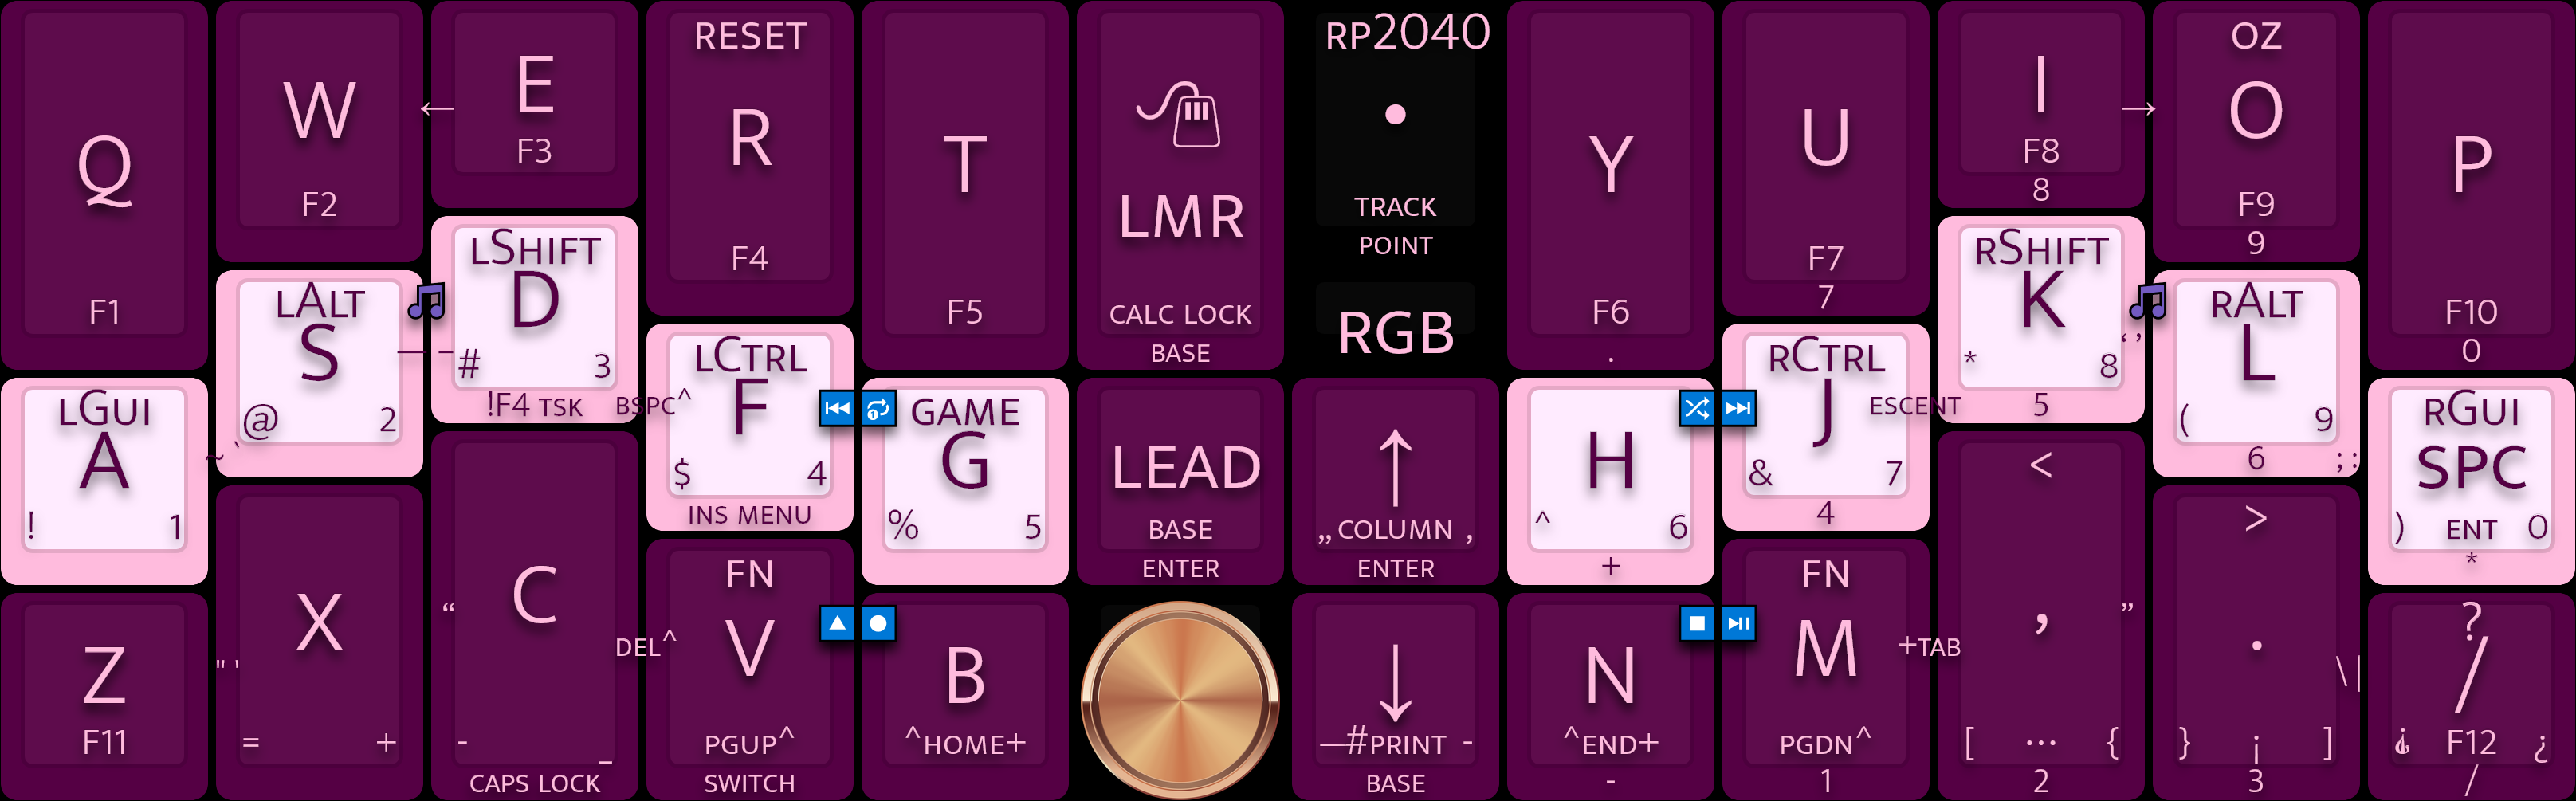 Q
F1
W
F2
←
E
F3
RESET
R
F4
T
F5
LMR
CALC LOCK
BASE
RP2040
TRACK
POINT
RGB
Y
F6
.
U
F7
7
I
F8
8
→
OZ
O
F9
9
P
F10
0
LGUI
A
! 1
~ `
LALT
S
@ 2
— –
LSHIFT
D
# 3
!F4 TSK
BSPC^
LCTRL
F
$ 4
INS MENU
GAME
G
% 5
LEAD
BASE
ENTER
↑
„ COLUMN ‚
ENTER
H
^ 6
+
RCTRL
J
& 7
4
ESCENT
RSHIFT
K
* 8
5
‘ ’
RALT
L
( 9
6
; :
RGUI
SPC
) ENT 0
*
Z
F11
" '
X
= +
“
C
- _
CAPS LOCK
DEL^
FN
V
PGUP^
SWITCH
B
^HOME+
↓
—#PRINT -
BASE
N
^END+
-
FN
M
PGDN^
1
+TAB
<
,
[ … {
2
”
>
.
} ¡ ]
3
\ |
?
/
F12 ¿
/